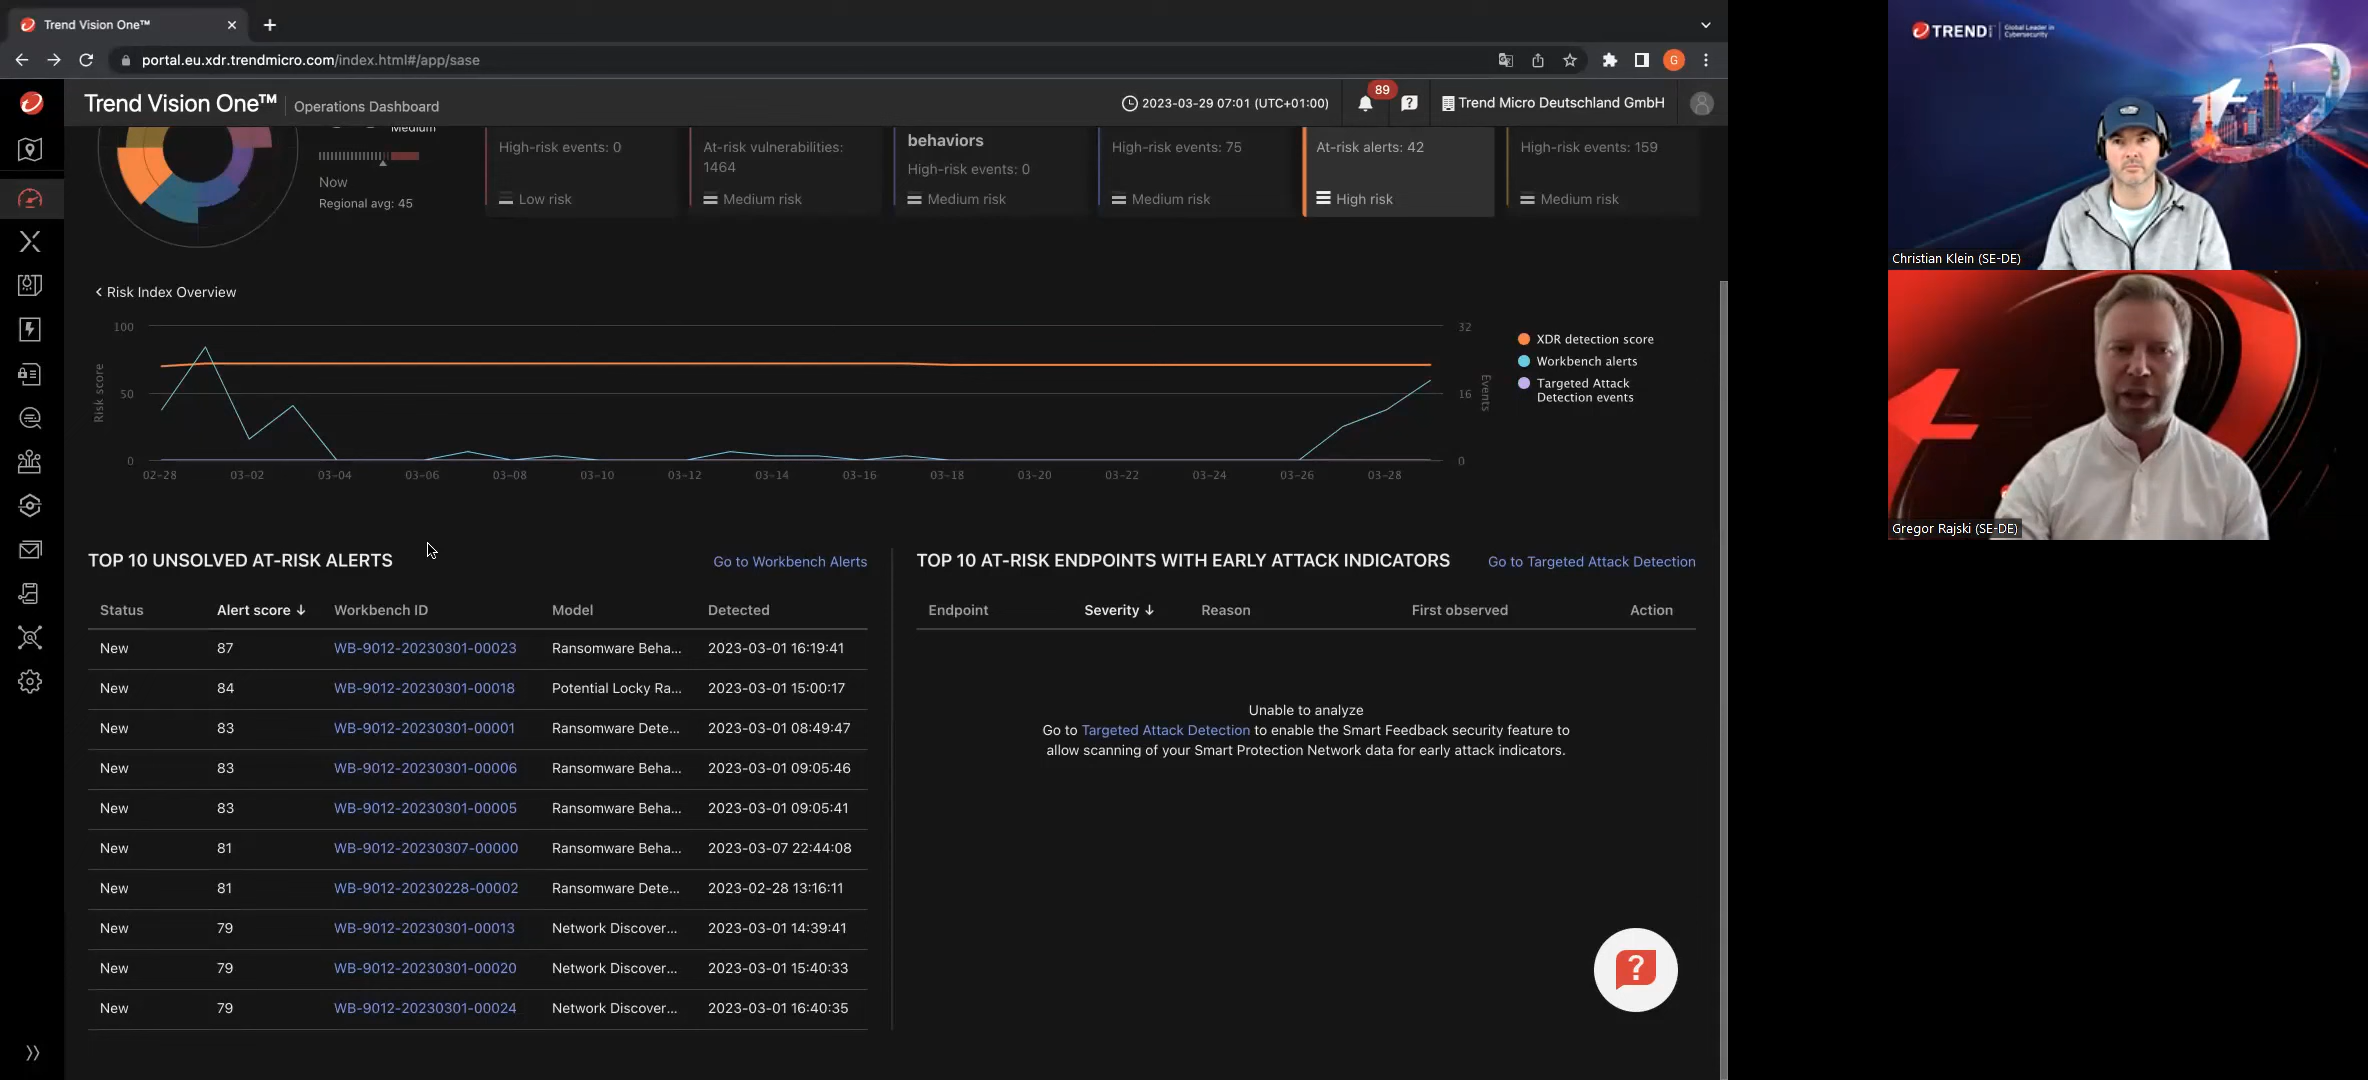 Trend Vision One™
portal.eu.xdr.trendmicro.com/index.html#/app/sase
G
Trend Vision One™ Operations Dashboard
2023-03-29 07:01 (UTC+01:00)
89
Trend Micro Deutschland GmbH
Medium
Now
Regional avg: 45
High-risk events: 0
Low risk
At-risk vulnerabilities:
1464
Medium risk
behaviors
High-risk events: 0
Medium risk
High-risk events: 75
Medium risk
At-risk alerts: 42
High risk
High-risk events: 159
Medium risk
Risk Index Overview
100
50
0
Risk score
32
16
0
Events
02-28 03-02 03-04 03-06 03-08 03-10 03-12 03-14 03-16 03-18 03-20 03-22 03-24 03-26 03-28
XDR detection score
Workbench alerts
Targeted Attack
Detection events
TOP 10 UNSOLVED AT-RISK ALERTS Go to Workbench Alerts
Status Alert score Workbench ID Model Detected
New 87 WB-9012-20230301-00023 Ransomware Beha... 2023-03-01 16:19:41
New 84 WB-9012-20230301-00018 Potential Locky Ra... 2023-03-01 15:00:17
New 83 WB-9012-20230301-00001 Ransomware Dete... 2023-03-01 08:49:47
New 83 WB-9012-20230301-00006 Ransomware Beha... 2023-03-01 09:05:46
New 83 WB-9012-20230301-00005 Ransomware Beha... 2023-03-01 09:05:41
New 81 WB-9012-20230307-00000 Ransomware Beha... 2023-03-07 22:44:08
New 81 WB-9012-20230228-00002 Ransomware Dete... 2023-02-28 13:16:11
New 79 WB-9012-20230301-00013 Network Discover... 2023-03-01 14:39:41
New 79 WB-9012-20230301-00020 Network Discover... 2023-03-01 15:40:33
New 79 WB-9012-20230301-00024 Network Discover... 2023-03-01 16:40:35
TOP 10 AT-RISK ENDPOINTS WITH EARLY ATTACK INDICATORS Go to Targeted Attack Detection
Endpoint Severity Reason First observed Action
Unable to analyze
Go to Targeted Attack Detection to enable the Smart Feedback security feature to
allow scanning of your Smart Protection Network data for early attack indicators.
?
TREND
Global Leader in
Cybersecurity
Christian Klein (SE-DE)
Gregor Rajski (SE-DE)